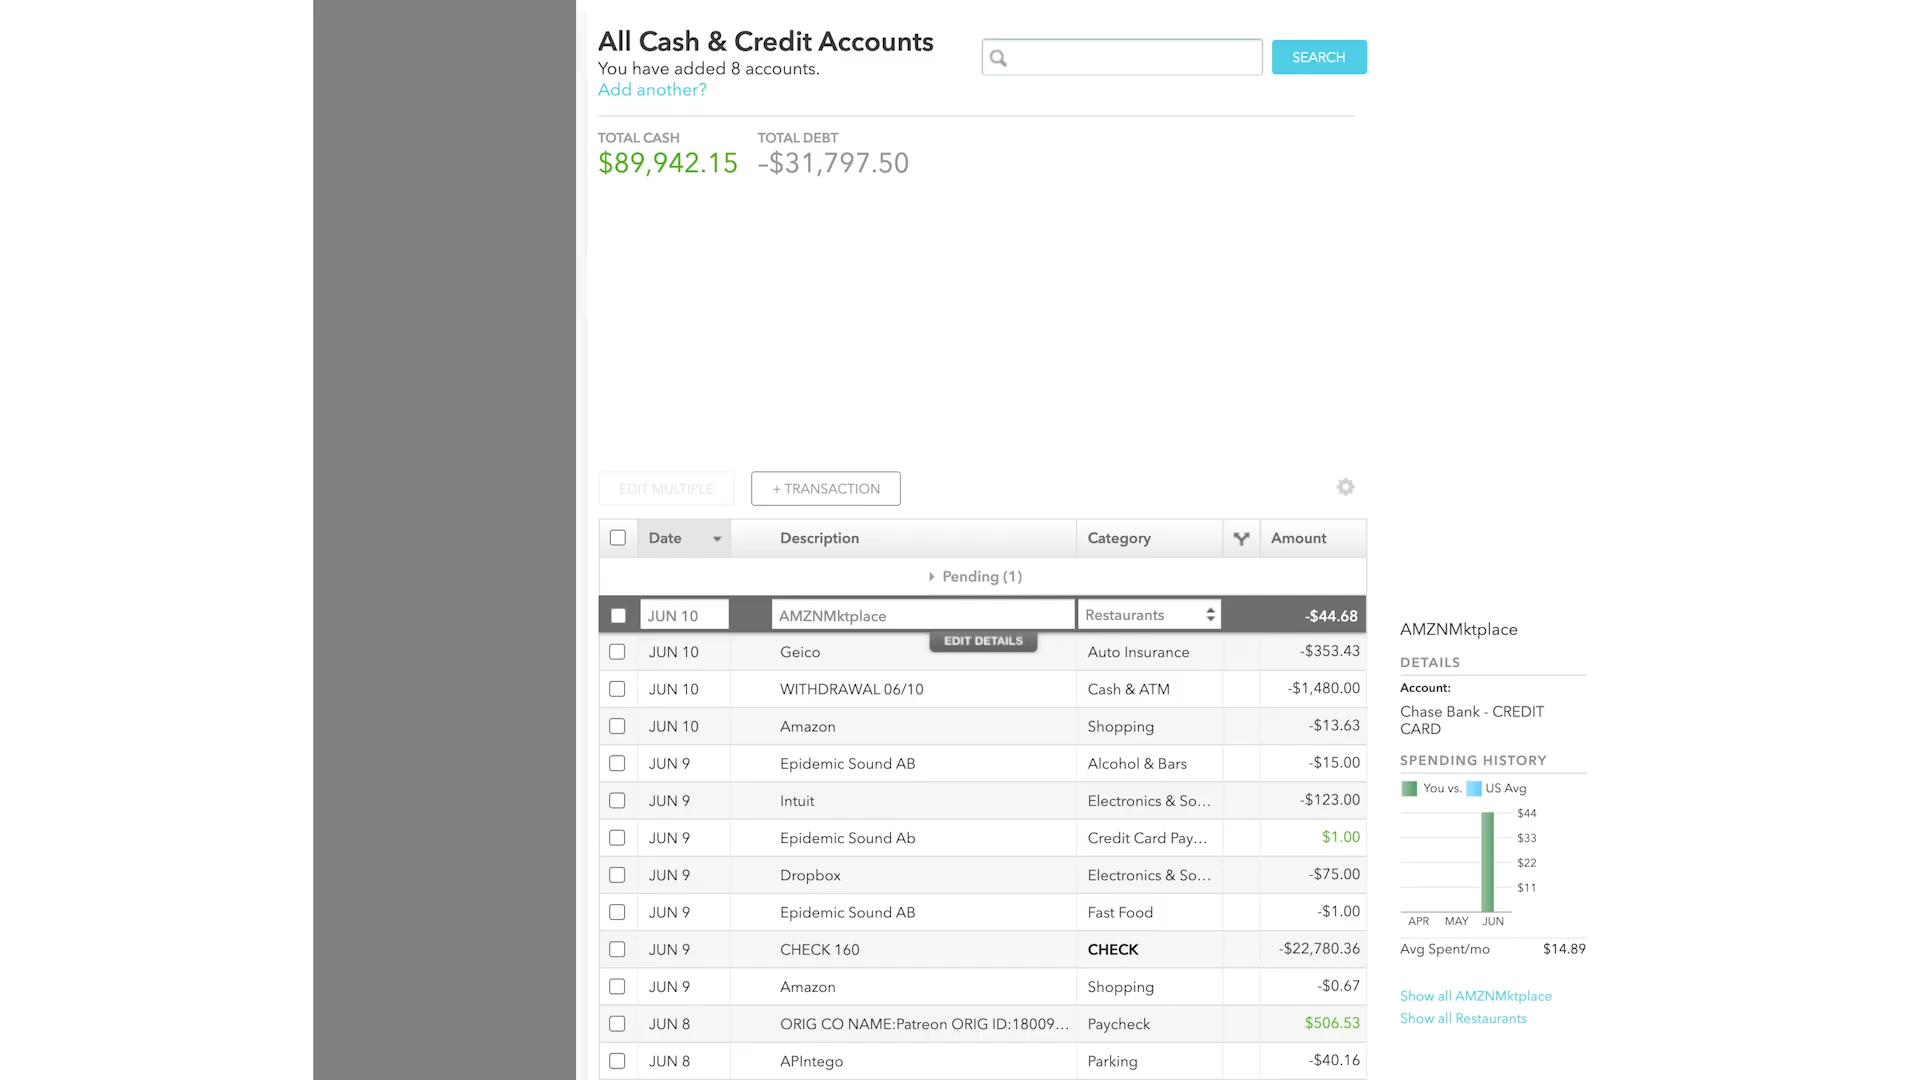 All Cash & Credit Accounts
You have added 8 accounts.
Add another?
SEARCH
TOTAL CASH TOTAL DEBT
$89,942.15 –$31,797.50
EDIT MULTIPLE + TRANSACTION
Date Description Category Amount
Pending (1)
JUN 10 AMZNMktplace Restaurants -$44.68
EDIT DETAILS
JUN 10 Geico Auto Insurance -$353.43
JUN 10 WITHDRAWAL 06/10 Cash & ATM -$1,480.00
JUN 10 Amazon Shopping -$13.63
JUN 9 Epidemic Sound AB Alcohol & Bars -$15.00
JUN 9 Intuit Electronics & So… -$123.00
JUN 9 Epidemic Sound Ab Credit Card Pay… $1.00
JUN 9 Dropbox Electronics & So… -$75.00
JUN 9 Epidemic Sound AB Fast Food -$1.00
JUN 9 CHECK 160 CHECK -$22,780.36
JUN 9 Amazon Shopping -$0.67
JUN 8 ORIG CO NAME:Patreon ORIG ID:18009… Paycheck $506.53
JUN 8 APIntego Parking -$40.16
AMZNMktplace
DETAILS
Account:
Chase Bank - CREDIT
CARD
SPENDING HISTORY
You vs. US Avg
$44
$33
$22
$11
APR MAY JUN
Avg Spent/mo $14.89
Show all AMZNMktplace
Show all Restaurants